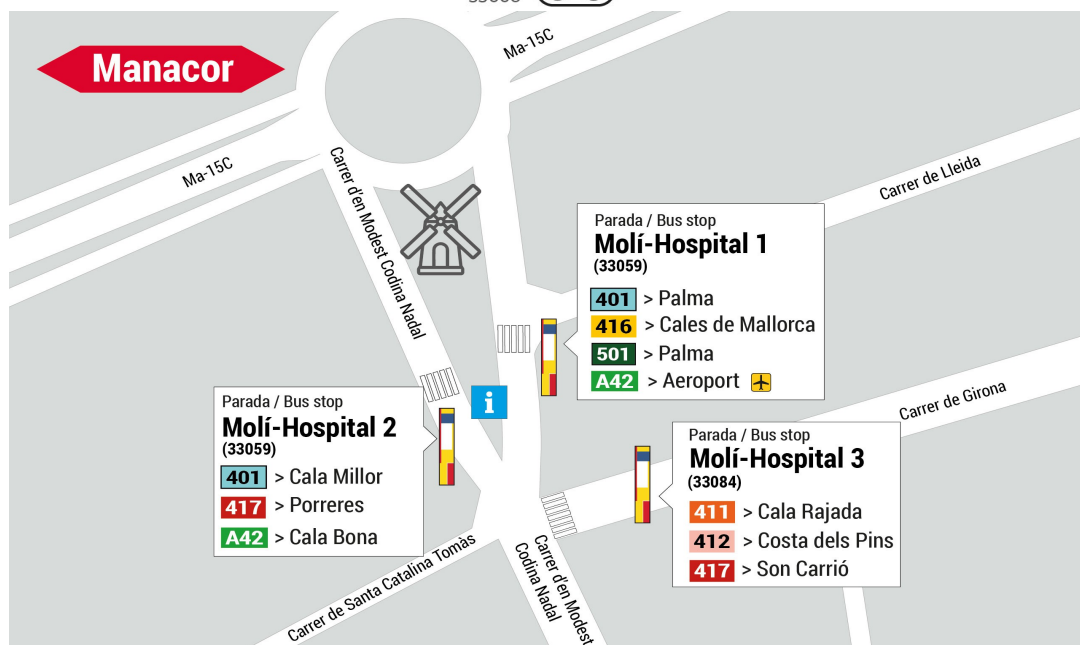 Manacor
Ma-15C
Ma-15C
Carrer d'en Modest Codina Nadal
Carrer de Lleida
Parada / Bus stop
Molí-Hospital 1
(33059)
401 > Palma
416 > Cales de Mallorca
501 > Palma
A42 > Aeroport
i
Parada / Bus stop
Molí-Hospital 2
(33059)
401 > Cala Millor
417 > Porreres
A42 > Cala Bona
Carrer de Girona
Parada / Bus stop
Molí-Hospital 3
(33084)
411 > Cala Rajada
412 > Costa dels Pins
417 > Son Carrió
Carrer de Santa Catalina Tomàs
Carrer d'en Modest
Codina Nadal